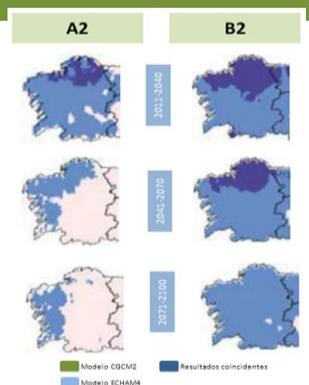 A2
B2
2011-2040
2041-2070
2071-2100
Modelo CGCM2
Resultados coincidentes
Modelo ECHAM4